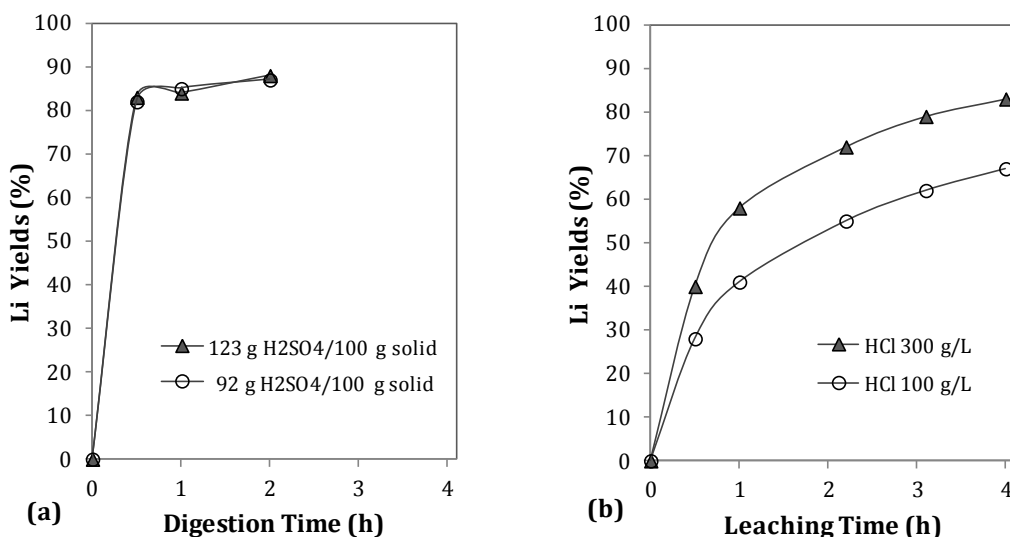 100
90
80
70
60
50
40
30
20
10
0
Li Yields (%)
123 g H2SO4/100 g solid
92 g H2SO4/100 g solid
0 1 2 3 4
(a)
Digestion Time (h)
100
90
80
70
60
50
40
30
20
10
0
Li Yields (%)
HCl 300 g/L
HCl 100 g/L
0 1 2 3 4
(b)
Leaching Time (h)